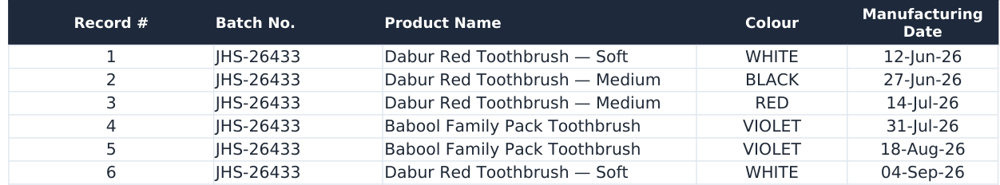 Record # Batch No. Product Name Colour Manufacturing Date
1 JHS-26433 Dabur Red Toothbrush — Soft WHITE 12-Jun-26
2 JHS-26433 Dabur Red Toothbrush — Medium BLACK 27-Jun-26
3 JHS-26433 Dabur Red Toothbrush — Medium RED 14-Jul-26
4 JHS-26433 Babool Family Pack Toothbrush VIOLET 31-Jul-26
5 JHS-26433 Babool Family Pack Toothbrush VIOLET 18-Aug-26
6 JHS-26433 Dabur Red Toothbrush — Soft WHITE 04-Sep-26